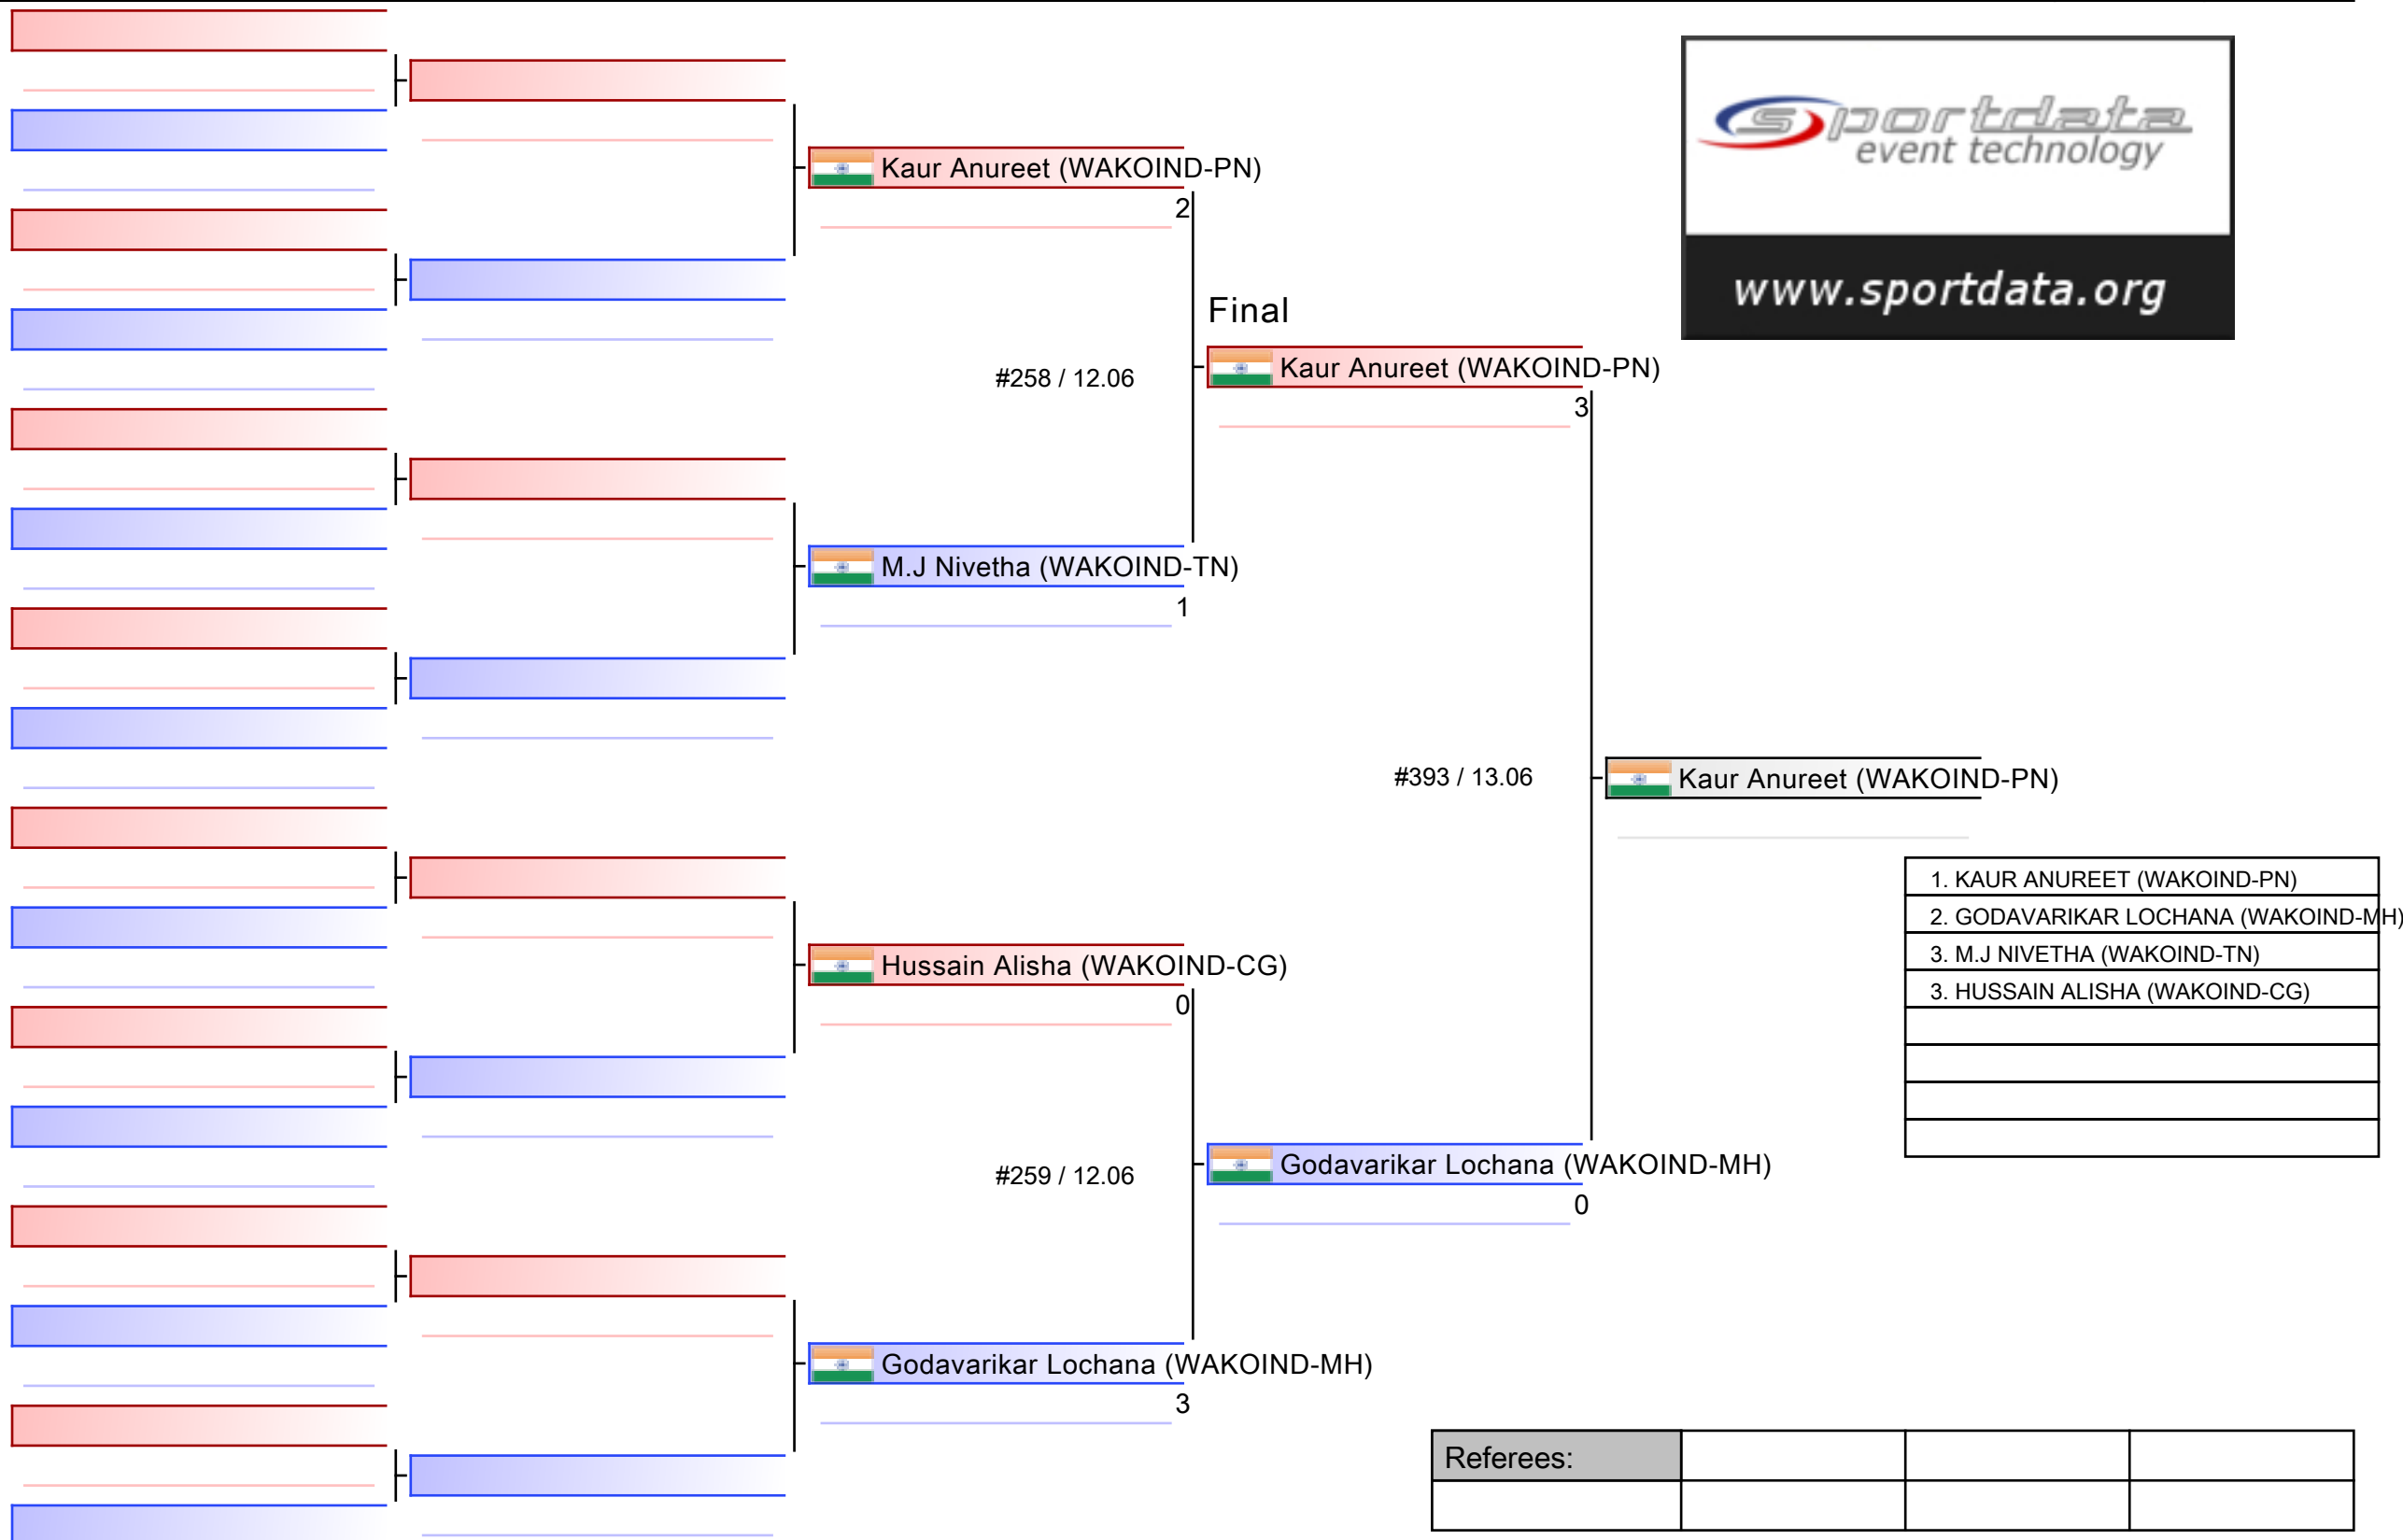 sportdata
event technology
www.sportdata.org
Kaur Anureet (WAKOIND-PN)
2
Final
#258 / 12.06
Kaur Anureet (WAKOIND-PN)
3
M.J Nivetha (WAKOIND-TN)
1
#393 / 13.06
Kaur Anureet (WAKOIND-PN)
1. KAUR ANUREET (WAKOIND-PN)
2. GODAVARIKAR LOCHANA (WAKOIND-MH)
3. M.J NIVETHA (WAKOIND-TN)
3. HUSSAIN ALISHA (WAKOIND-CG)
Hussain Alisha (WAKOIND-CG)
0
#259 / 12.06
Godavarikar Lochana (WAKOIND-MH)
0
Godavarikar Lochana (WAKOIND-MH)
3
Referees: